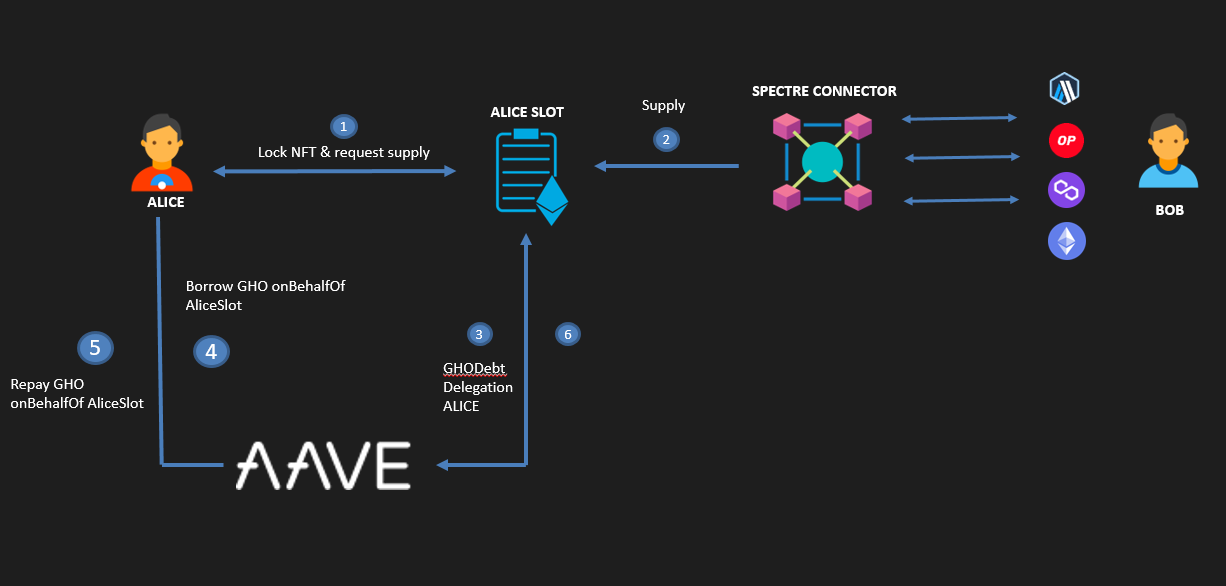 SPECTRE CONNECTOR
ALICE SLOT
Supply
1
2
OP
Lock NFT & request supply
ALICE
BOB
Borrow GHO onBehalfOf
AliceSlot
5
4
3
6
Repay GHO
onBehalfOf AliceSlot
GHODebt
Delegation
ALICE
AAVE